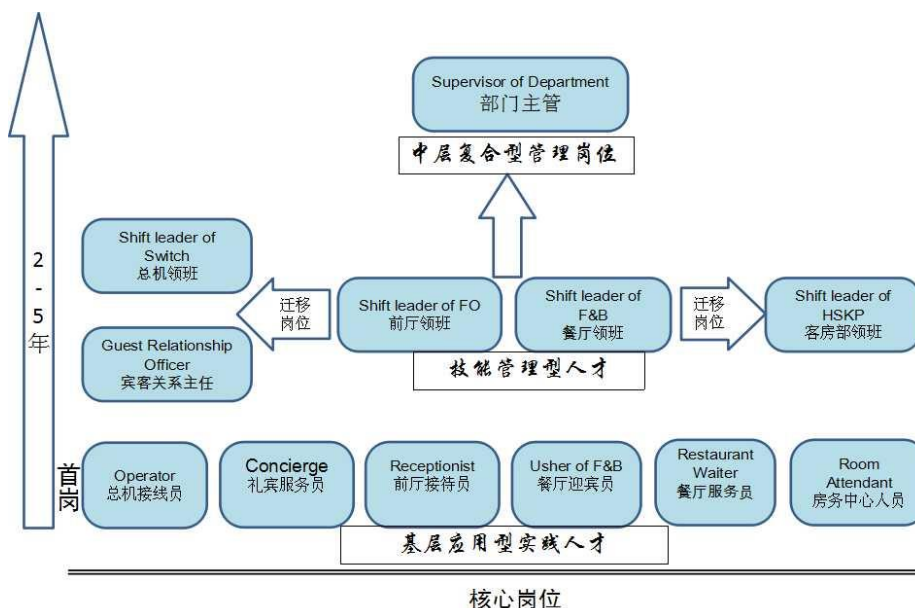 Supervisor of Department
部门主管
中层复合型管理岗位
2-5年
Shift leader of
Switch
总机领班
迁移
岗位
Shift leader of FO
前厅领班
Shift leader of
F&B
餐厅领班
迁移
岗位
Shift leader of
HSKP
客房部领班
Guest Relationship
Officer
宾客关系主任
技能管理型人才
首岗
Operator
总机接线员
Concierge
礼宾服务员
Receptionist
前厅接待员
Usher of F&B
餐厅迎宾员
Restaurant
Waiter
餐厅服务员
Room
Attendant
房务中心人员
基层应用型实践人才
核心岗位